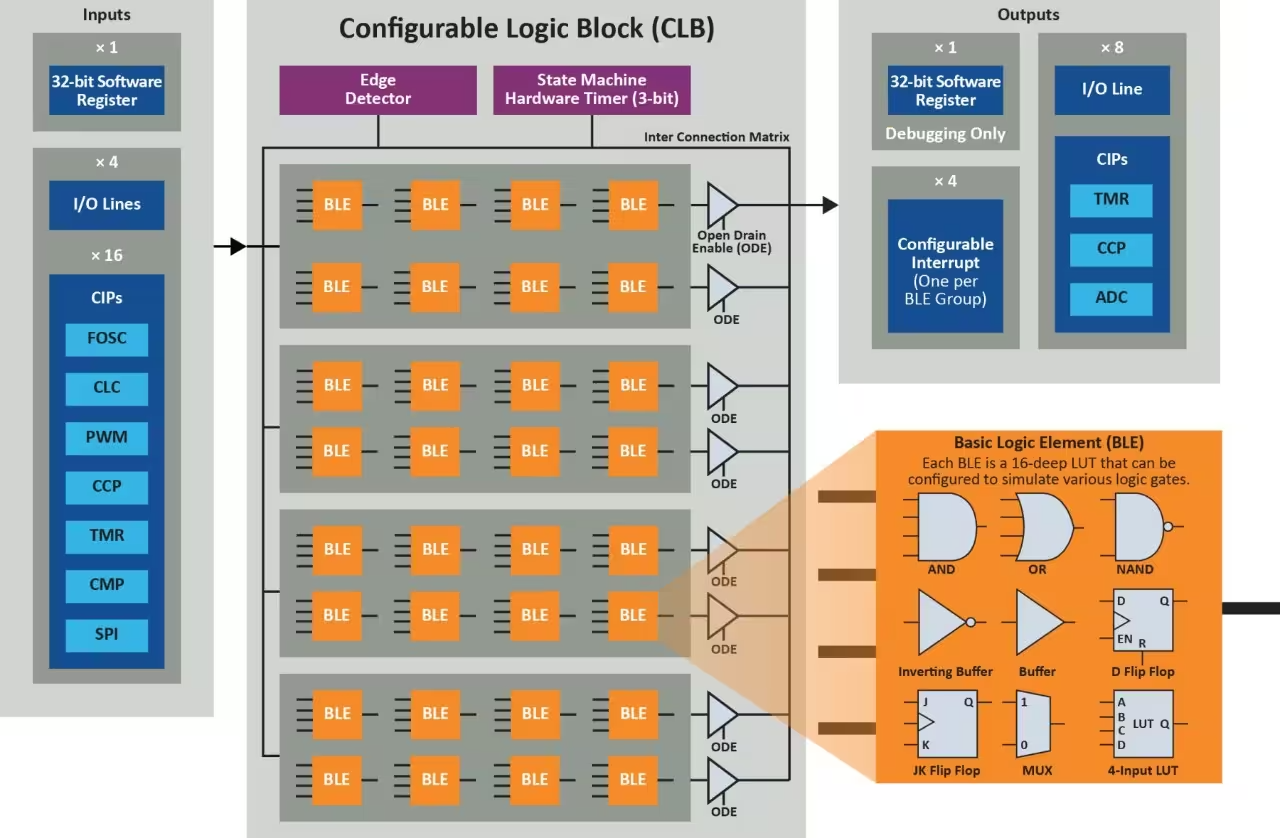 Inputs
× 1
32-bit Software
Register
× 4
I/O Lines
× 16
CIPs
FOSC
CLC
PWM
CCP
TMR
CMP
SPI
Configurable Logic Block (CLB)
Edge
Detector
State Machine
Hardware Timer (3-bit)
Inter Connection Matrix
BLE BLE BLE BLE
Open Drain
Enable (ODE)
BLE BLE BLE BLE
ODE
BLE BLE BLE BLE
ODE
BLE BLE BLE BLE
ODE
BLE BLE BLE BLE
ODE
BLE BLE BLE BLE
ODE
BLE BLE BLE BLE
ODE
BLE BLE BLE BLE
ODE
Outputs
× 1
32-bit Software
Register
Debugging Only
× 4
Configurable
Interrupt
(One per
BLE Group)
× 8
I/O Line
CIPs
TMR
CCP
ADC
Basic Logic Element (BLE)
Each BLE is a 16-deep LUT that can be
configured to simulate various logic gates.
AND OR NAND
D Q
EN R
Inverting Buffer Buffer D Flip Flop
J Q
K
JK Flip Flop
1
0
MUX
A
B
C
D
LUT Q
4-Input LUT